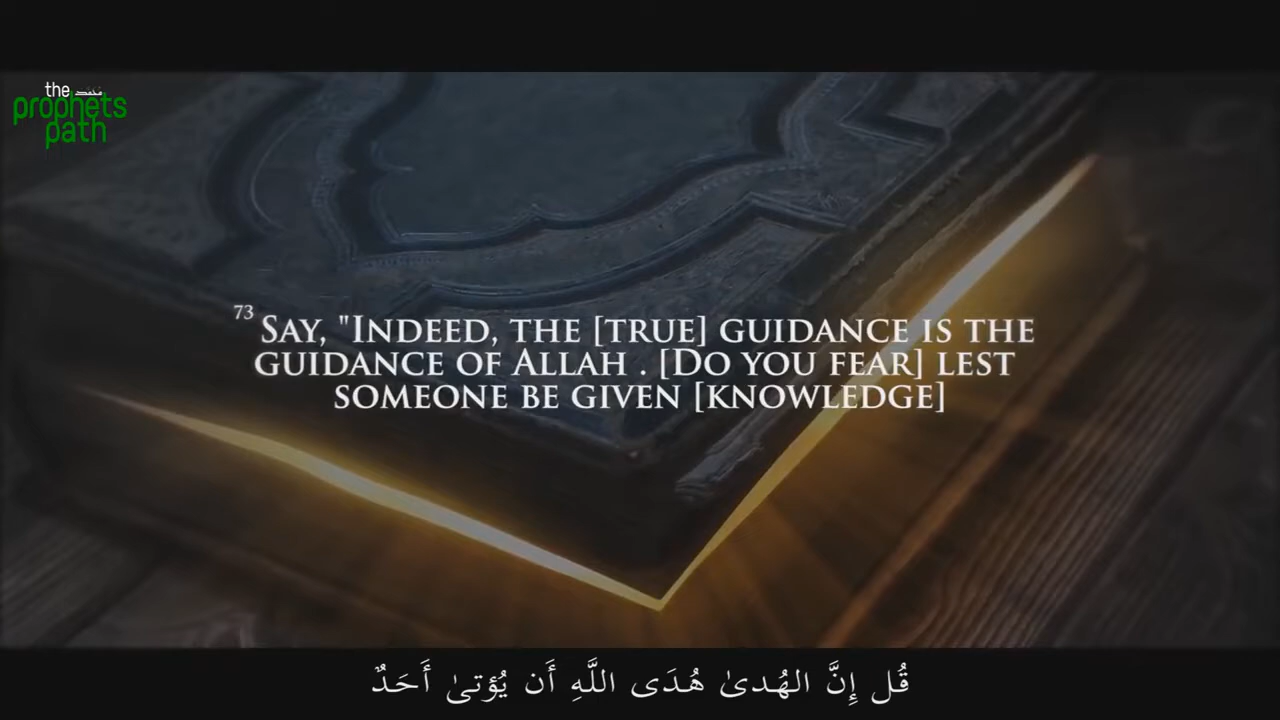 the محمد
prophets
path
73 Say, "Indeed, the [true] guidance is the
guidance of Allah . [Do you fear] lest
someone be given [knowledge]
قُل إِنَّ الهُدىٰ هُدَى اللَّهِ أَن يُؤتىٰ أَحَدٌ